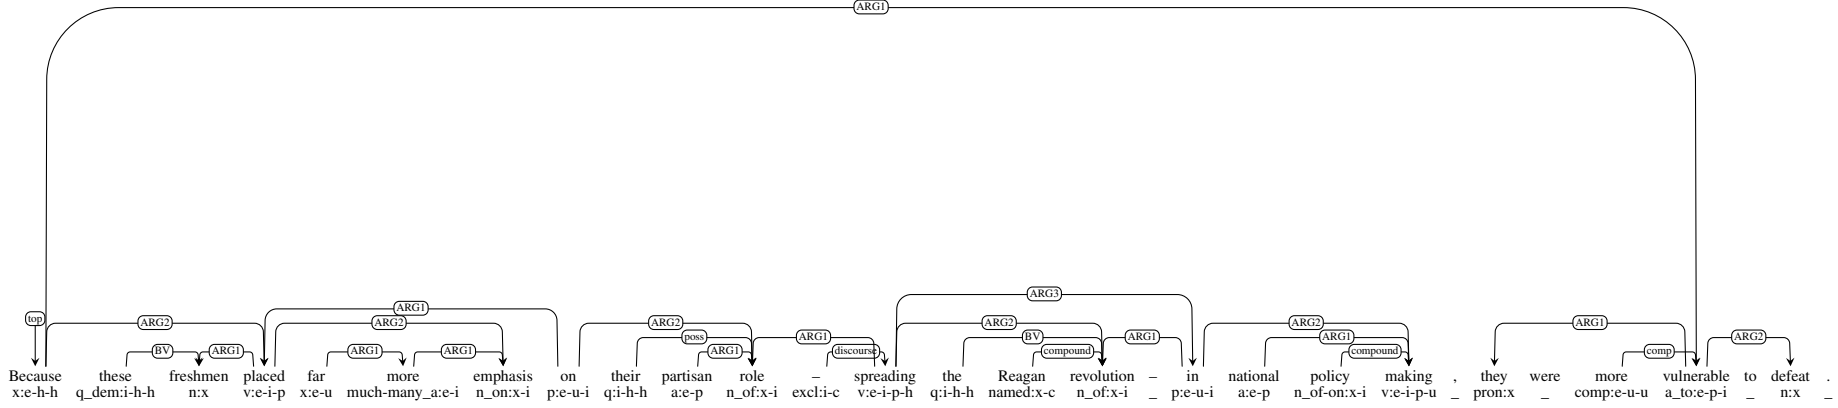 ARG1
ARG3
ARG1
top ARG2 ARG2 ARG2 ARG2 ARG2 ARG1 ARG2
poss ARG1 BV ARG1 ARG1
BV ARG1 ARG1 ARG1 ARG1 discourse compound compound comp
Because these freshmen placed far more emphasis on their partisan role – spreading the Reagan revolution – in national policy making , they were more vulnerable to defeat .
x:e-h-h q_dem:i-h-h n:x v:e-i-p x:e-u much-many_a:e-i n_on:x-i p:e-u-i q:i-h-h a:e-p n_of:x-i excl:i-c v:e-i-p-h q:i-h-h named:x-c n_of:x-i _ p:e-u-i a:e-p n_of-on:x-i v:e-i-p-u _ pron:x _ comp:e-u-u a_to:e-p-i _ n:x _